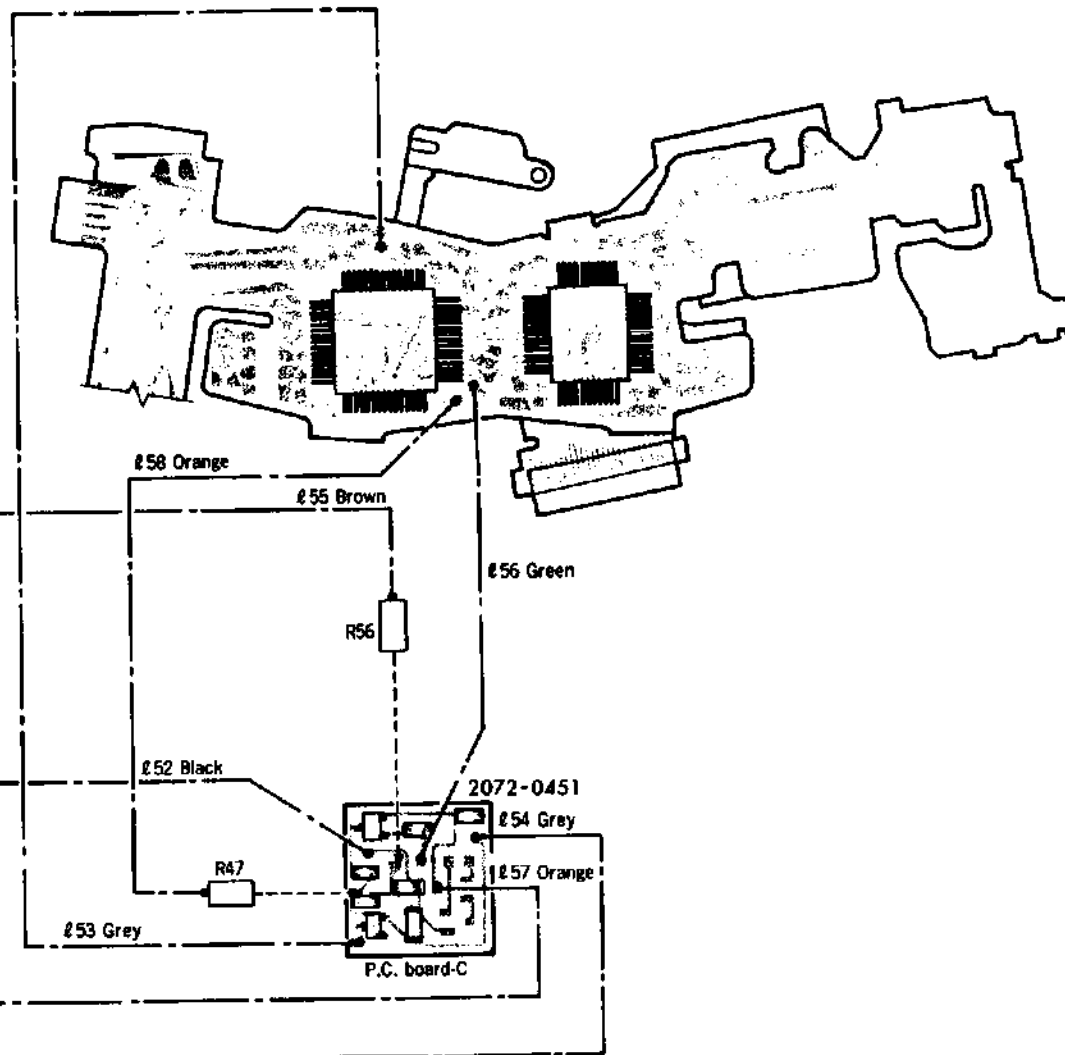 ℓ58 Orange
ℓ55 Brown
ℓ56 Green
R56
ℓ52 Black
2072-0451
ℓ54 Grey
R47
ℓ57 Orange
ℓ53 Grey
P.C. board-C